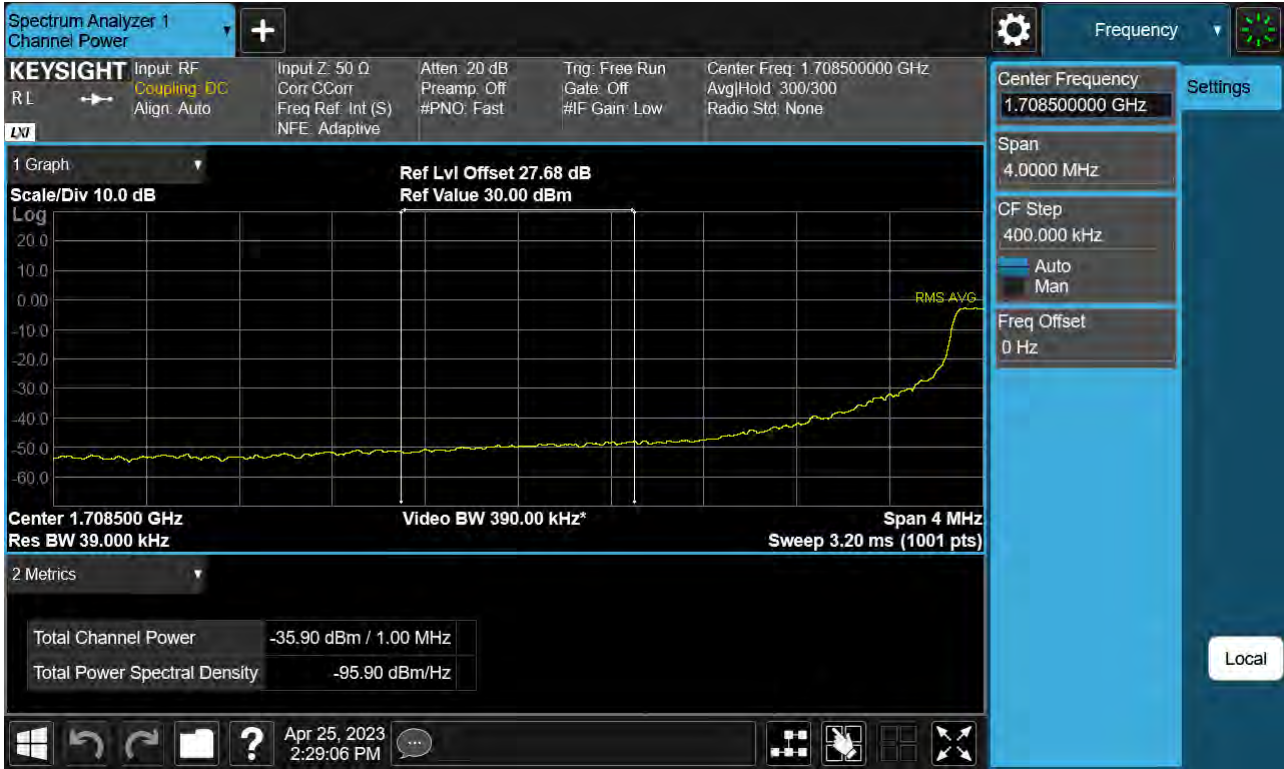 Spectrum Analyzer 1
Channel Power
Frequency
KEYSIGHT
RL
LXI
Input: RF
Coupling: DC
Align: Auto
Input Z: 50 Ω
Corr CCorr
Freq Ref: Int (S)
NFE: Adaptive
Atten: 20 dB
Preamp: Off
#PNO: Fast
Trig: Free Run
Gate: Off
#IF Gain: Low
Center Freq: 1.708500000 GHz
Avg|Hold: 300/300
Radio Std: None
1 Graph
Scale/Div 10.0 dB
Ref Lvl Offset 27.68 dB
Ref Value 30.00 dBm
Log
20.0
10.0
0.00
-10.0
-20.0
-30.0
-40.0
-50.0
-60.0
RMS AVG
Center 1.708500 GHz
Video BW 390.00 kHz*
Span 4 MHz
Res BW 39.000 kHz
Sweep 3.20 ms (1001 pts)
2 Metrics
Total Channel Power -35.90 dBm / 1.00 MHz
Total Power Spectral Density -95.90 dBm/Hz
Center Frequency
1.708500000 GHz
Settings
Span
4.0000 MHz
CF Step
400.000 kHz
Auto
Man
Freq Offset
0 Hz
Local
?
Apr 25, 2023
2:29:06 PM